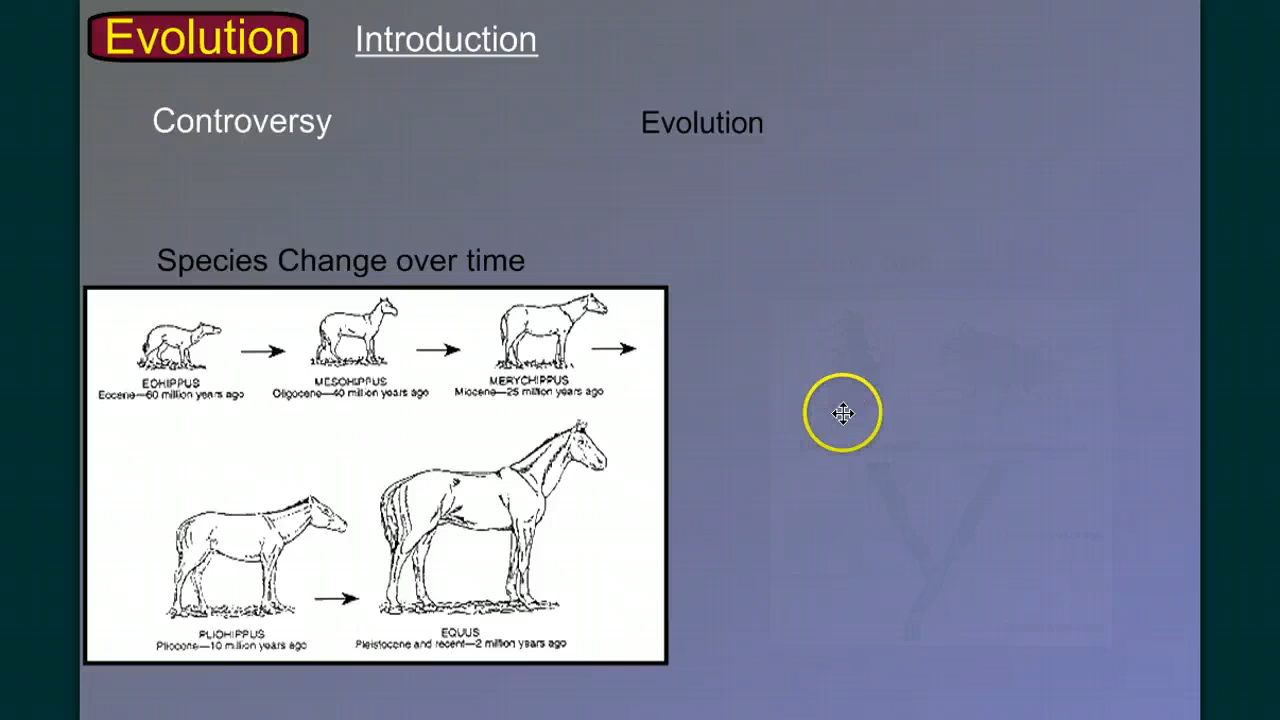 Evolution
Introduction
Controversy
Evolution
Species Change over time
EOHIPPUS
Eocene—60 million years ago
MESOHIPPUS
Oligocene—40 million years ago
MERYCHIPPUS
Miocene—25 million years ago
PLIOHIPPUS
Pliocene—10 million years ago
EQUUS
Pleistocene and recent—2 million years ago